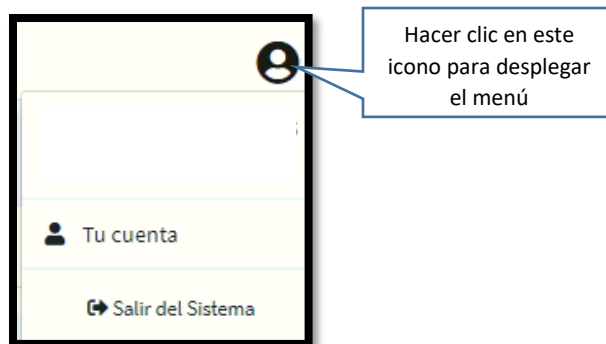 Hacer clic en este
icono para desplegar
el menú
Tu cuenta
Salir del Sistema